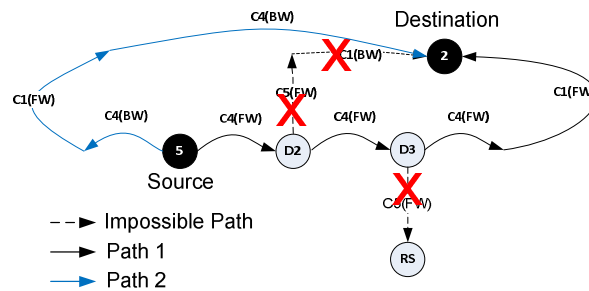 C4(BW)
Destination
C1(BW)
2
C1(FW)
C5(FW)
C1(FW)
C4(BW)
C4(FW)
C4(FW)
C4(FW)
5
D2
D3
Source
C5(FW)
Impossible Path
Path 1
RS
Path 2